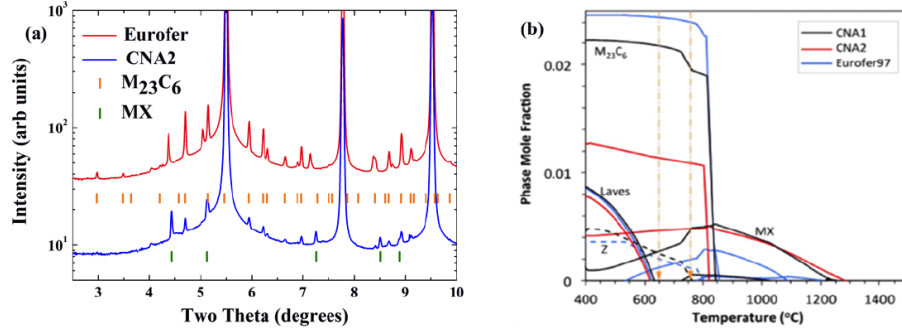 (a)
10³
10²
10¹
Intensity (arb units)
Eurofer
CNA2
M₂₃C₆
MX
3 4 5 6 7 8 9 10
Two Theta (degrees)
(b)
0.02
0.01
0
Phase Mole Fraction
CNA1
CNA2
Eurofer97
M₂₃C₆
Laves
Z
MX
400 600 800 1000 1200 1400
Temperature (°C)